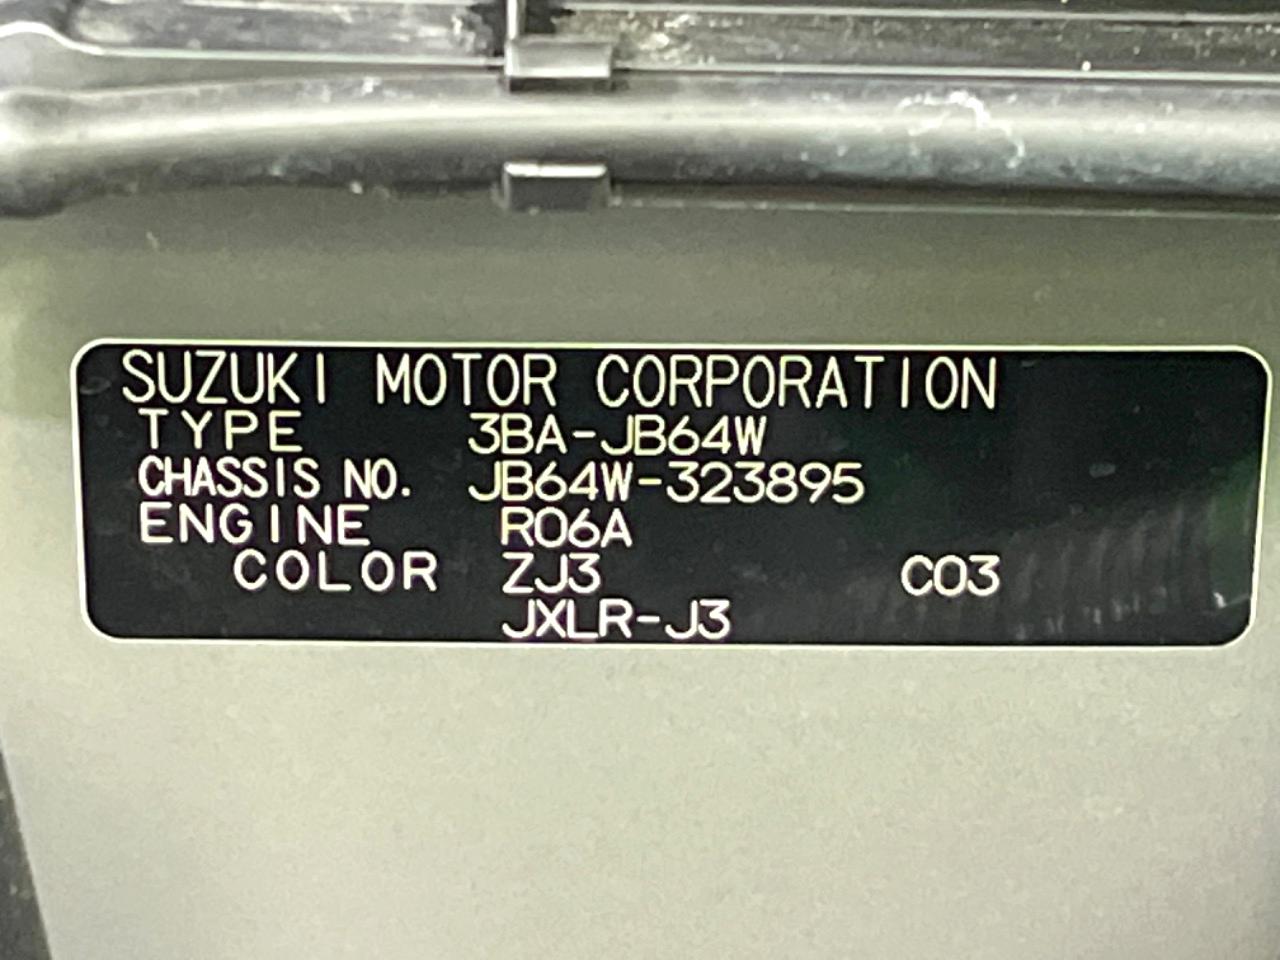 SUZUKI MOTOR CORPORATION
TYPE 3BA-JB64W
CHASSIS NO. JB64W-323895
ENGINE R06A
COLOR ZJ3 C03
JXLR-J3